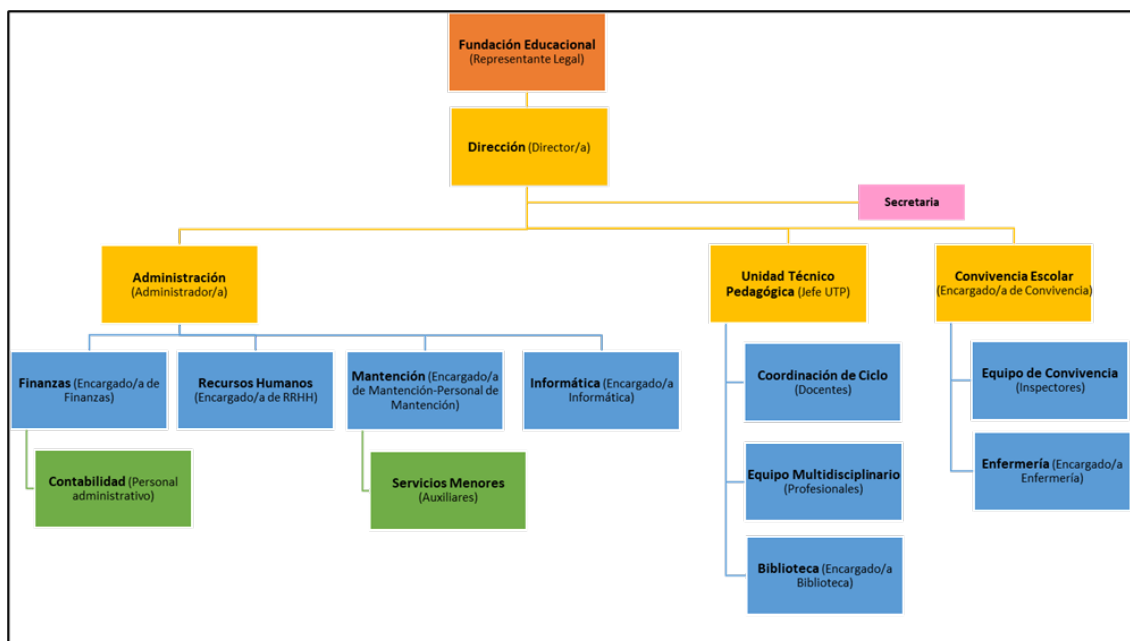 Fundación Educacional
(Representante Legal)
Dirección (Director/a)
Secretaria
Administración
(Administrador/a)
Unidad Técnico
Pedagógica (Jefe UTP)
Convivencia Escolar
(Encargado/a de Convivencia)
Finanzas (Encargado/a de
Finanzas)
Recursos Humanos
(Encargado/a de RRHH)
Mantención (Encargado/a
de Mantención-Personal de
Mantención)
Informática (Encargado/a
Informática)
Coordinación de Ciclo
(Docentes)
Equipo de Convivencia
(Inspectores)
Contabilidad (Personal
administrativo)
Servicios Menores
(Auxiliares)
Equipo Multidisciplinario
(Profesionales)
Enfermería (Encargado/a
Enfermería)
Biblioteca (Encargado/a
Biblioteca)